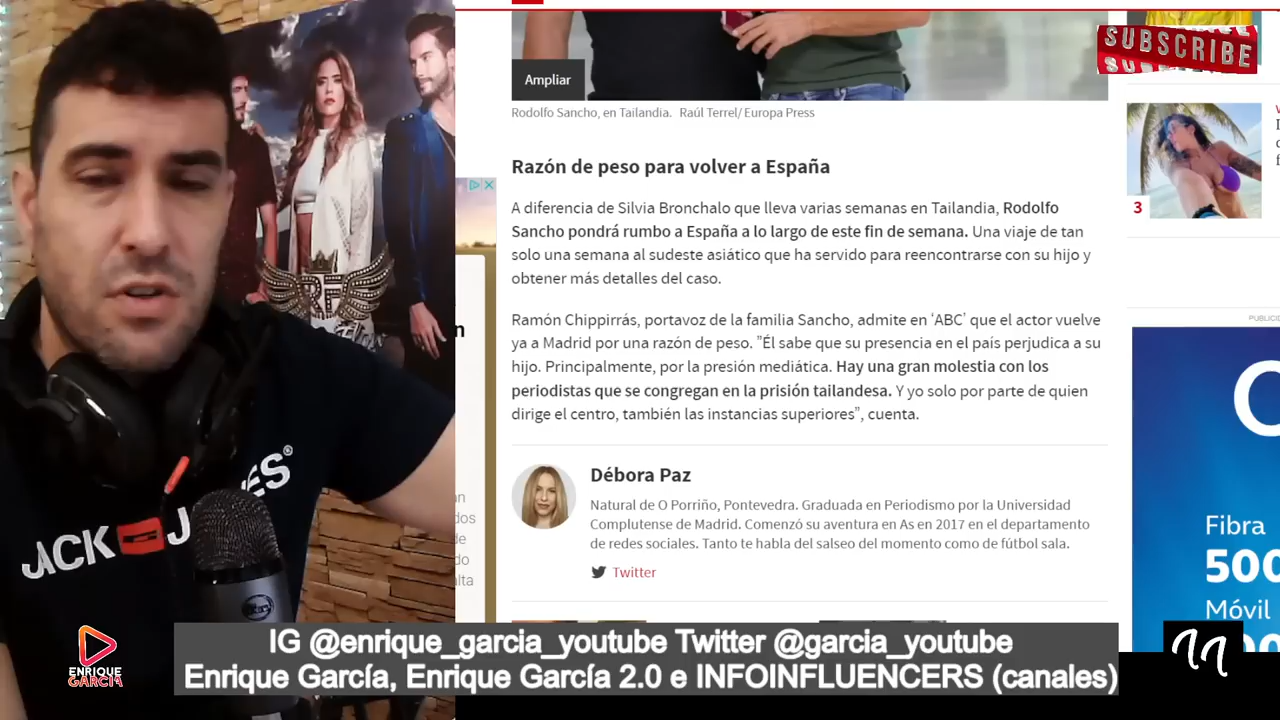 SUBSCRIBE
Ampliar
Rodolfo Sancho, en Tailandia. Raúl Terrel/ Europa Press
Razón de peso para volver a España
A diferencia de Silvia Bronchalo que lleva varias semanas en Tailandia, Rodolfo
Sancho pondrá rumbo a España a lo largo de este fin de semana. Una viaje de tan
solo una semana al sudeste asiático que ha servido para reencontrarse con su hijo y
obtener más detalles del caso.
Ramón Chippirrás, portavoz de la familia Sancho, admite en ‘ABC’ que el actor vuelve
ya a Madrid por una razón de peso. "Él sabe que su presencia en el país perjudica a su
hijo. Principalmente, por la presión mediática. Hay una gran molestia con los
periodistas que se congregan en la prisión tailandesa. Y yo solo por parte de quien
dirige el centro, también las instancias superiores”, cuenta.
Débora Paz
Natural de O Porriño, Pontevedra. Graduada en Periodismo por la Universidad
Complutense de Madrid. Comenzó su aventura en As en 2017 en el departamento
de redes sociales. Tanto te habla del salseo del momento como de fútbol sala.
Twitter
3
Fibra
500
Móvil
RF
JACK J
ES®
ENRIQUE
GARCÍA
IG @enrique_garcia_youtube Twitter @garcia_youtube
Enrique García, Enrique García 2.0 e INFOINFLUENCERS (canales)